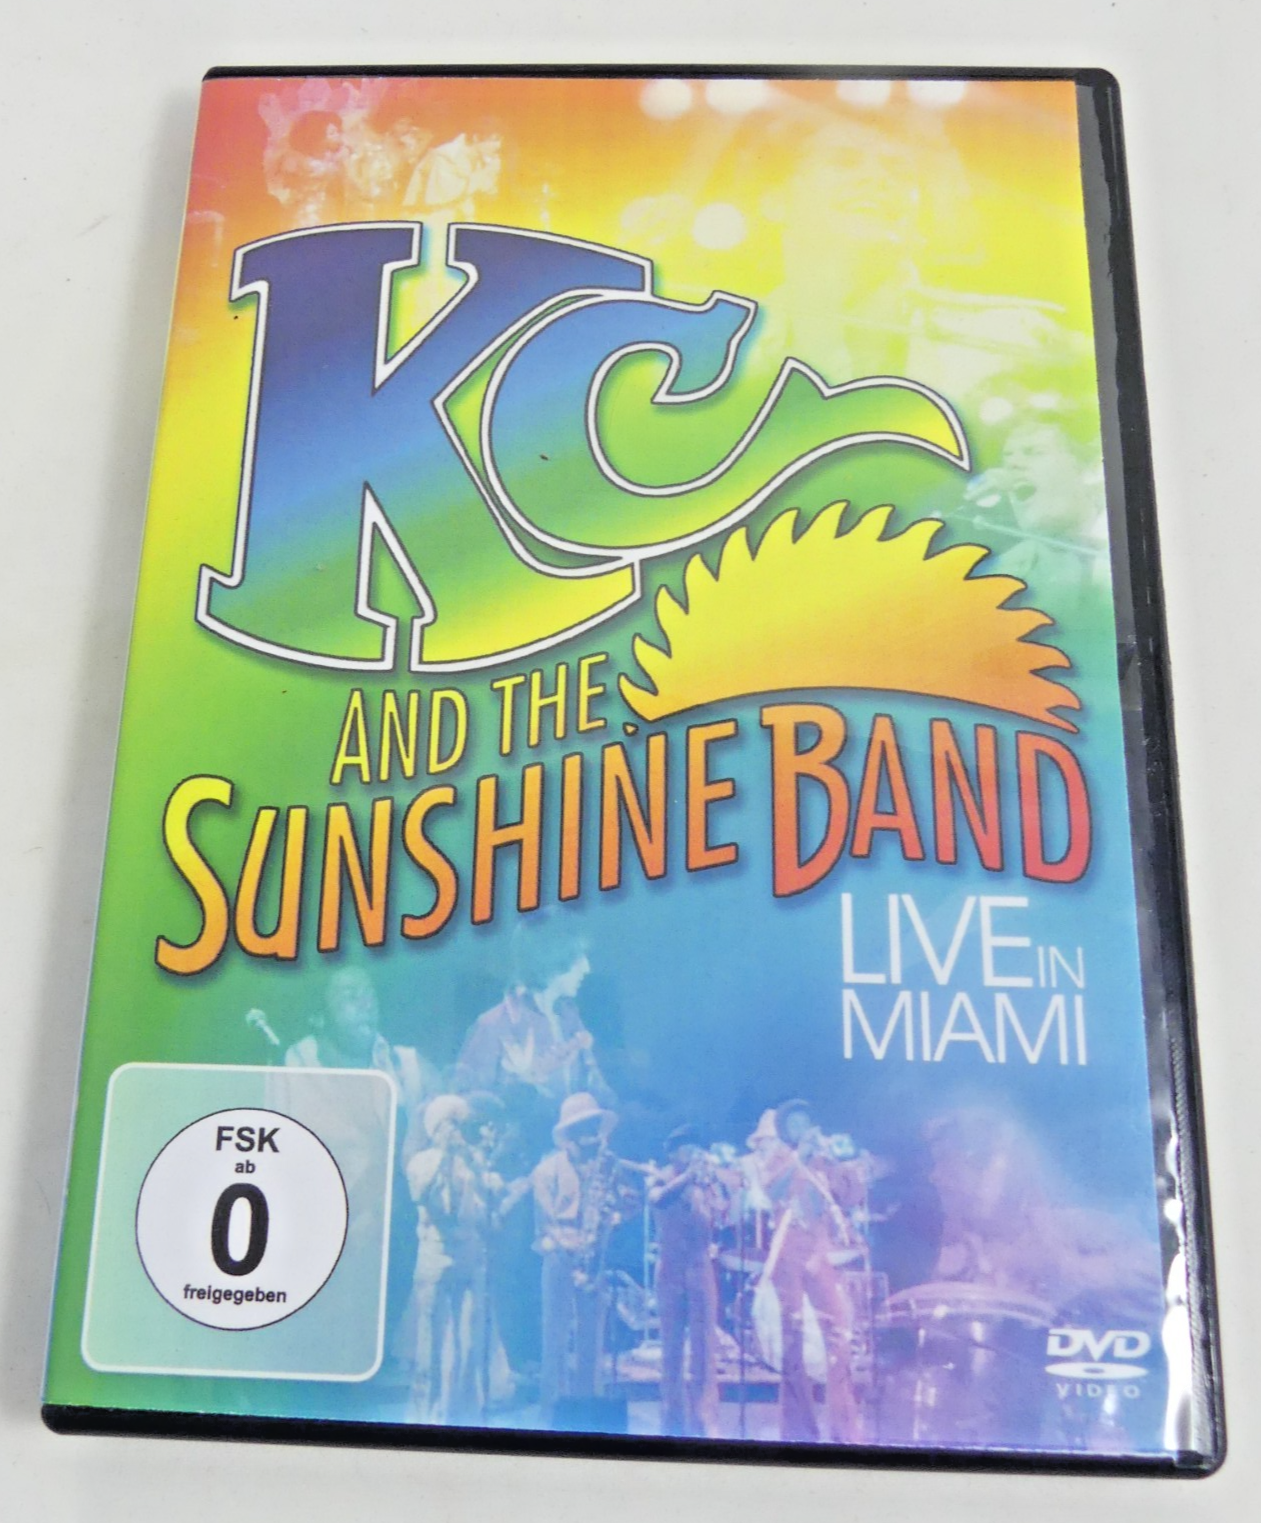 KC
AND THE
SUNSHINE BAND
LIVE IN
MIAMI
FSK
ab
0
freigegeben
DVD
VIDEO